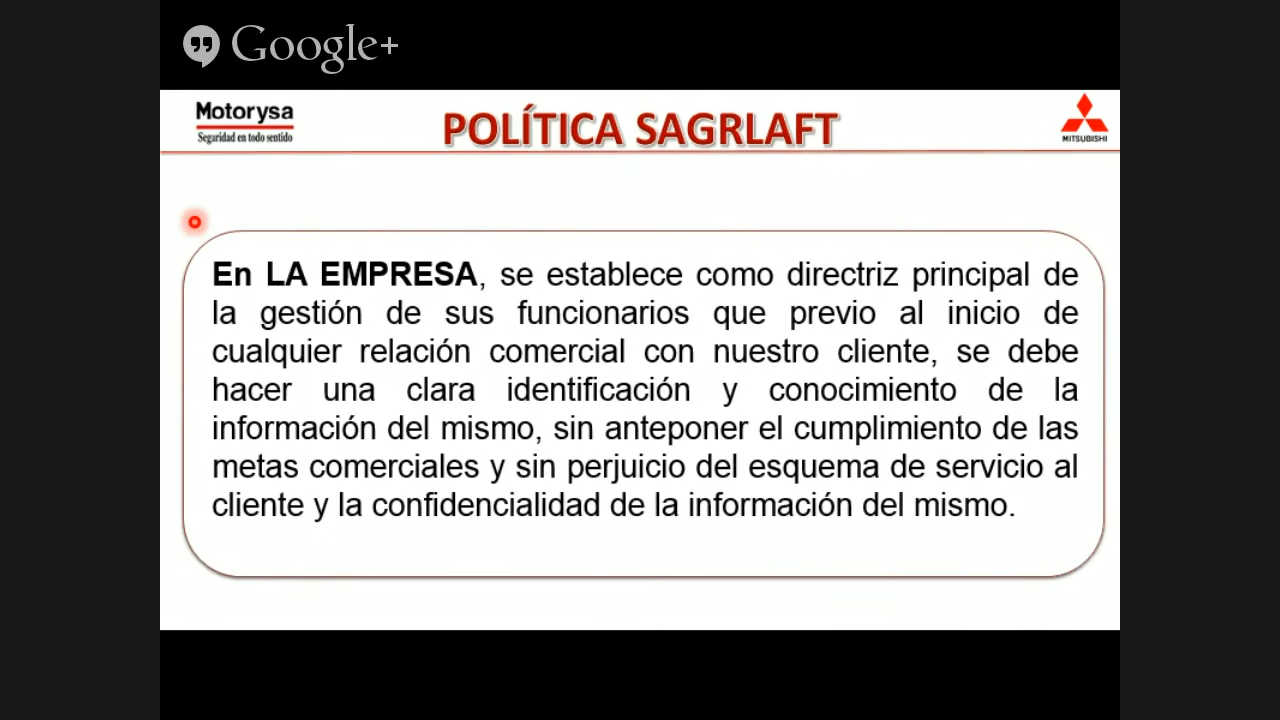 Google+
Motorysa
Seguridad en todo sentido
POLÍTICA SAGRLAFT
MITSUBISHI
En LA EMPRESA, se establece como directriz principal de
la gestión de sus funcionarios que previo al inicio de
cualquier relación comercial con nuestro cliente, se debe
hacer una clara identificación y conocimiento de la
información del mismo, sin anteponer el cumplimiento de las
metas comerciales y sin perjuicio del esquema de servicio al
cliente y la confidencialidad de la información del mismo.